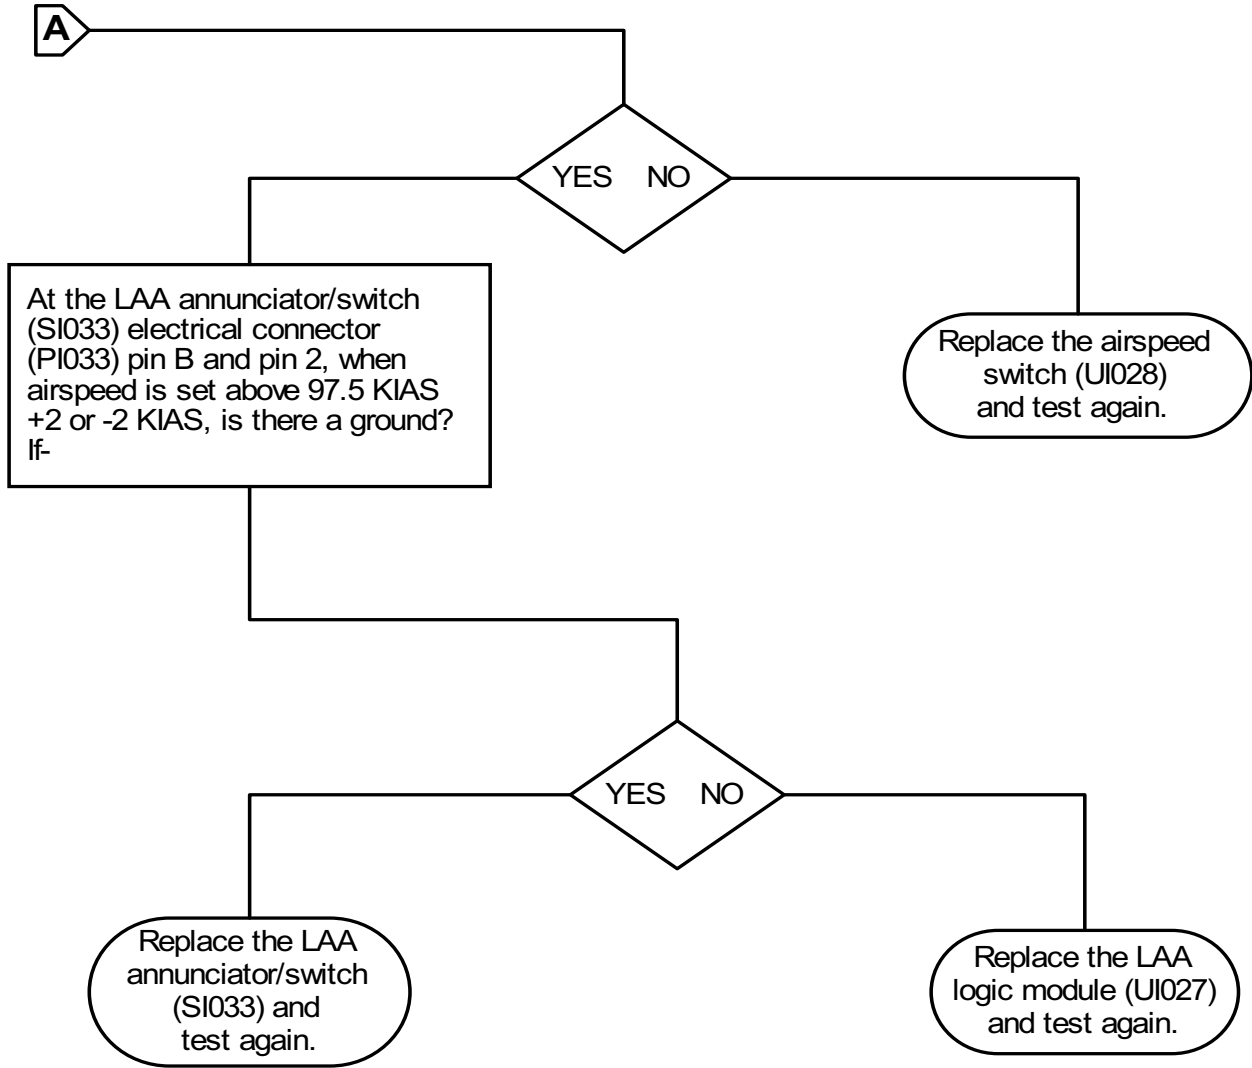 A
YES NO
At the LAA annunciator/switch
(SI033) electrical connector
(PI033) pin B and pin 2, when
airspeed is set above 97.5 KIAS
+2 or -2 KIAS, is there a ground?
If-
Replace the airspeed
switch (UI028)
and test again.
YES NO
Replace the LAA
annunciator/switch
(SI033) and
test again.
Replace the LAA
logic module (UI027)
and test again.